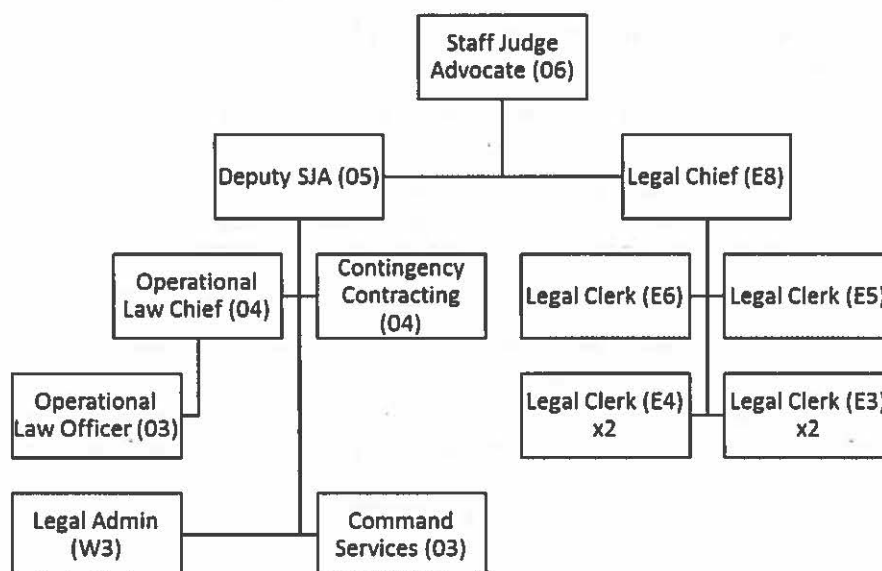 Staff Judge
Advocate (06)
Deputy SJA (05)
Legal Chief (E8)
Operational
Law Chief (04)
Contingency
Contracting
(04)
Legal Clerk (E6)
Legal Clerk (E5)
Operational
Law Officer (03)
Legal Clerk (E4)
x2
Legal Clerk (E3)
x2
Legal Admin
(W3)
Command
Services (03)